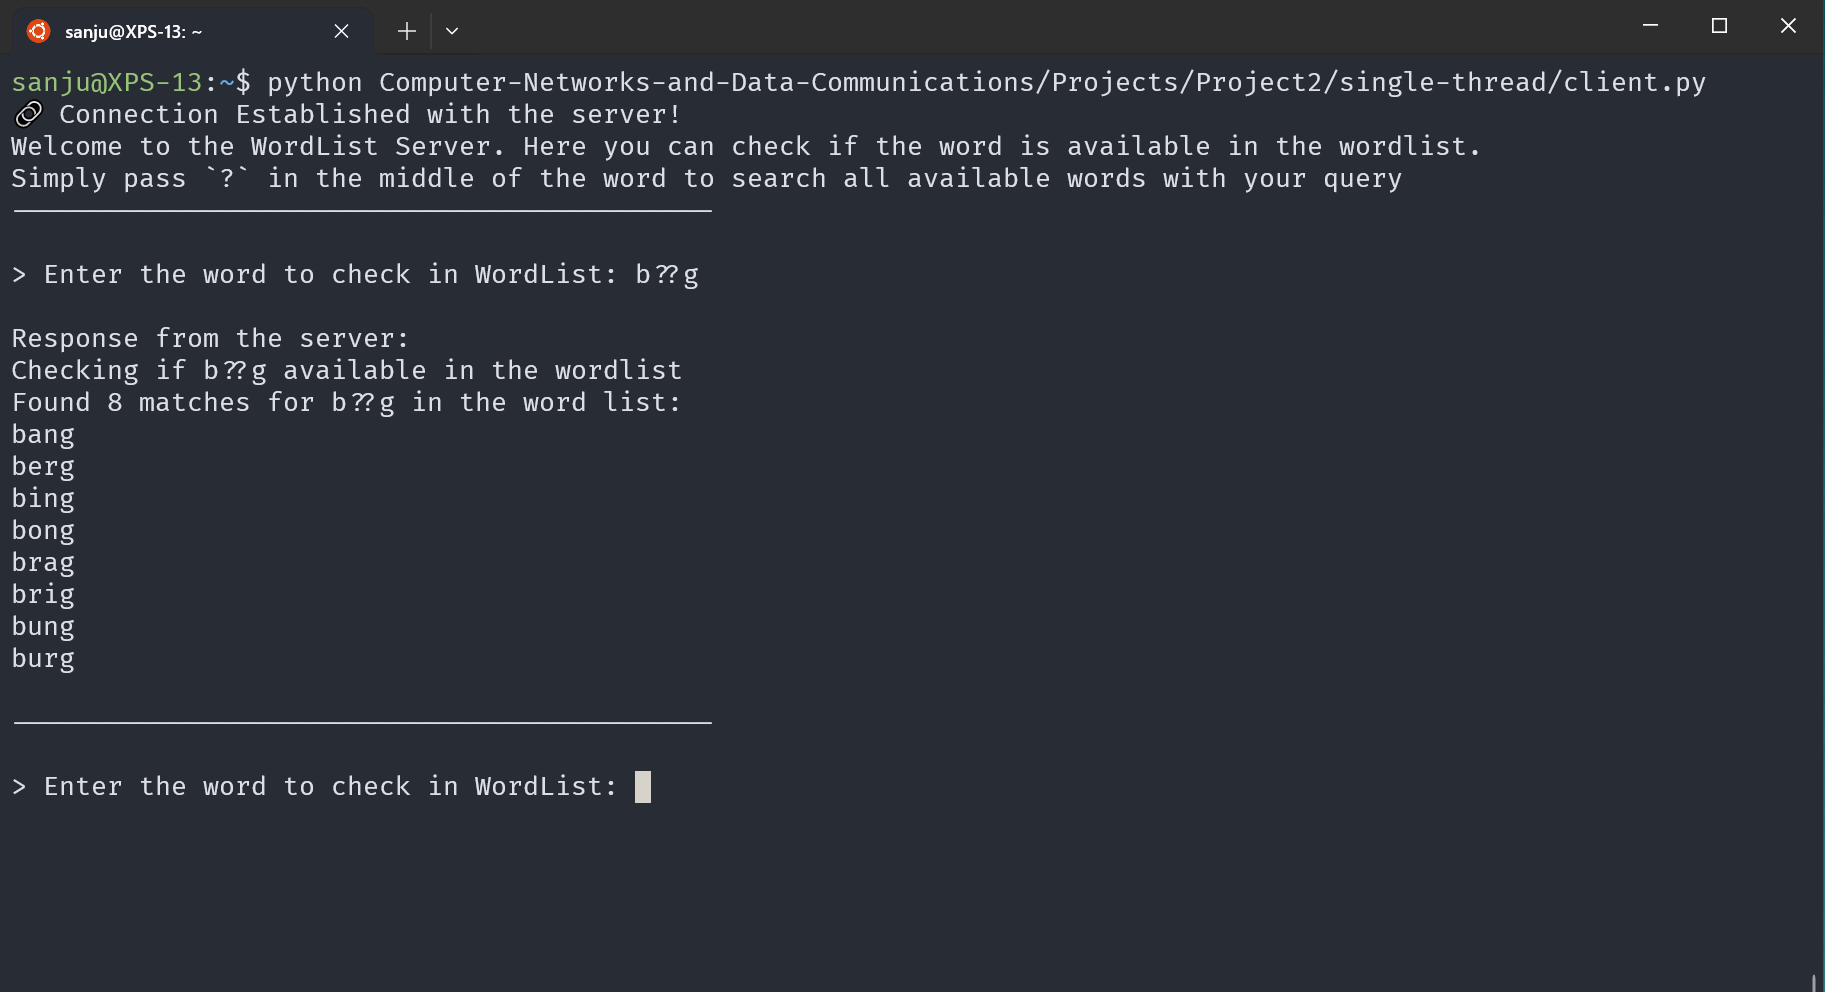 sanju@XPS-13: ~
sanju@XPS-13:~$ python Computer-Networks-and-Data-Communications/Projects/Project2/single-thread/client.py
🔗 Connection Established with the server!
Welcome to the WordList Server. Here you can check if the word is available in the wordlist.
Simply pass `?` in the middle of the word to search all available words with your query
> Enter the word to check in WordList: b??g
Response from the server:
Checking if b??g available in the wordlist
Found 8 matches for b??g in the word list:
bang
berg
bing
bong
brag
brig
bung
burg
> Enter the word to check in WordList: